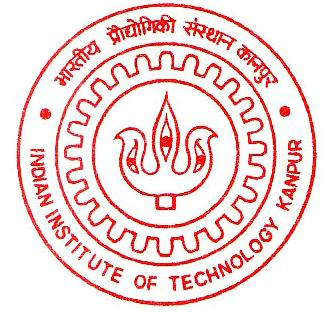 भारतीय प्रौद्योगिकी संस्थान कानपुर
INDIAN INSTITUTE OF TECHNOLOGY KANPUR